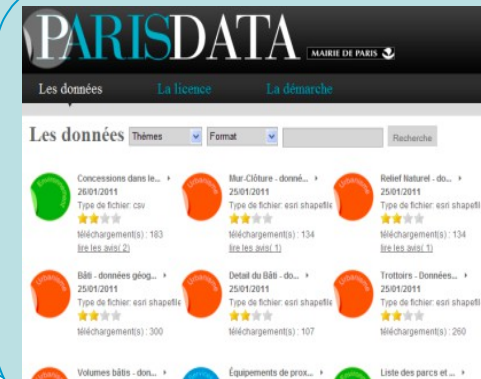 PARISDATA MAIRIE DE PARIS
Les données La licence La démarche
Les données Thèmes Format Recherche
Environnement
Concessions dans le...
26/01/2011
Type de fichier: csv
téléchargement(s) : 183
lire les avis( 2)
Urbanisme
Mur-Clôture - donné...
25/01/2011
Type de fichier: esri shapefile
téléchargement(s) : 134
lire les avis( 1)
Urbanisme
Relief Naturel - do...
25/01/2011
Type de fichier: esri shapefil
téléchargement(s) : 134
lire les avis( 1)
Urbanisme
Bâti - données géog...
25/01/2011
Type de fichier: esri shapefile
téléchargement(s) : 300
Urbanisme
Detail du Bâti - do...
25/01/2011
Type de fichier: esri shapefile
téléchargement(s) : 107
Urbanisme
Trottoirs - Données...
25/01/2011
Type de fichier: esri shapefil
téléchargement(s) : 260
Volumes bâtis - don...
Équipements de prox...
Liste des parcs et ...